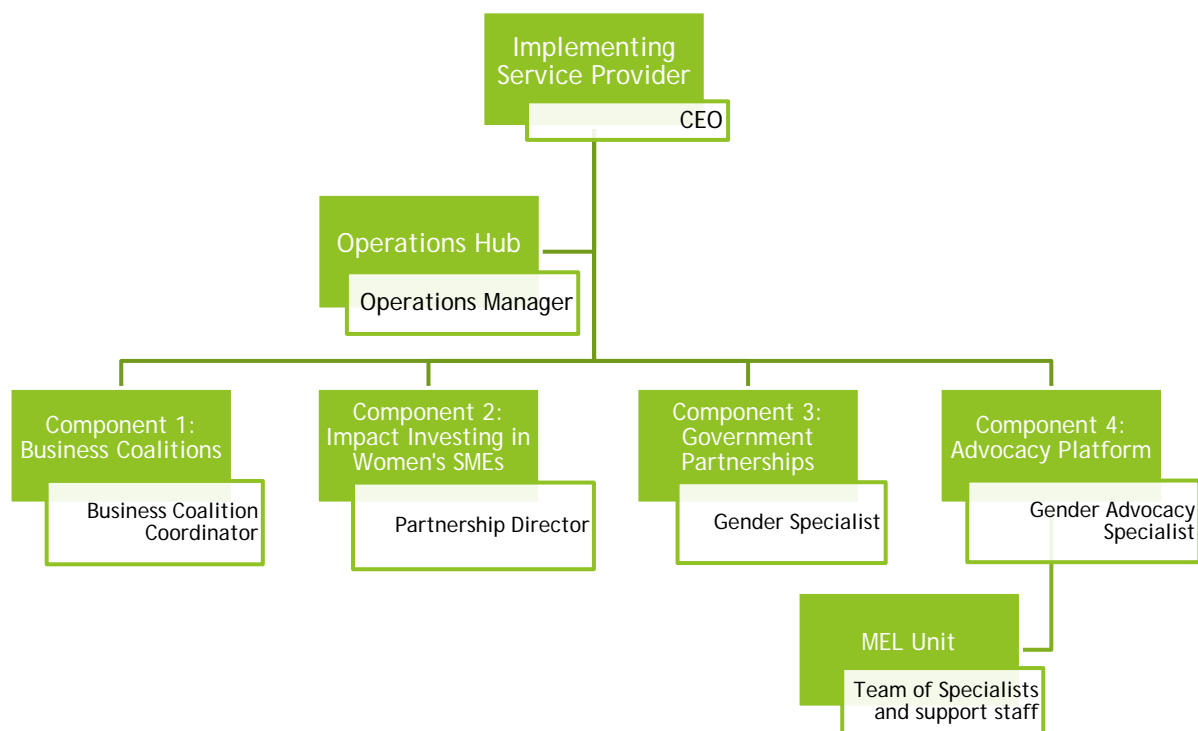 Implementing
Service Provider
CEO
Operations Hub
Operations Manager
Component 1:
Business Coalitions
Business Coalition
Coordinator
Component 2:
Impact Investing in
Women's SMEs
Partnership Director
Component 3:
Government
Partnerships
Gender Specialist
Component 4:
Advocacy Platform
Gender Advocacy
Specialist
MEL Unit
Team of Specialists
and support staff